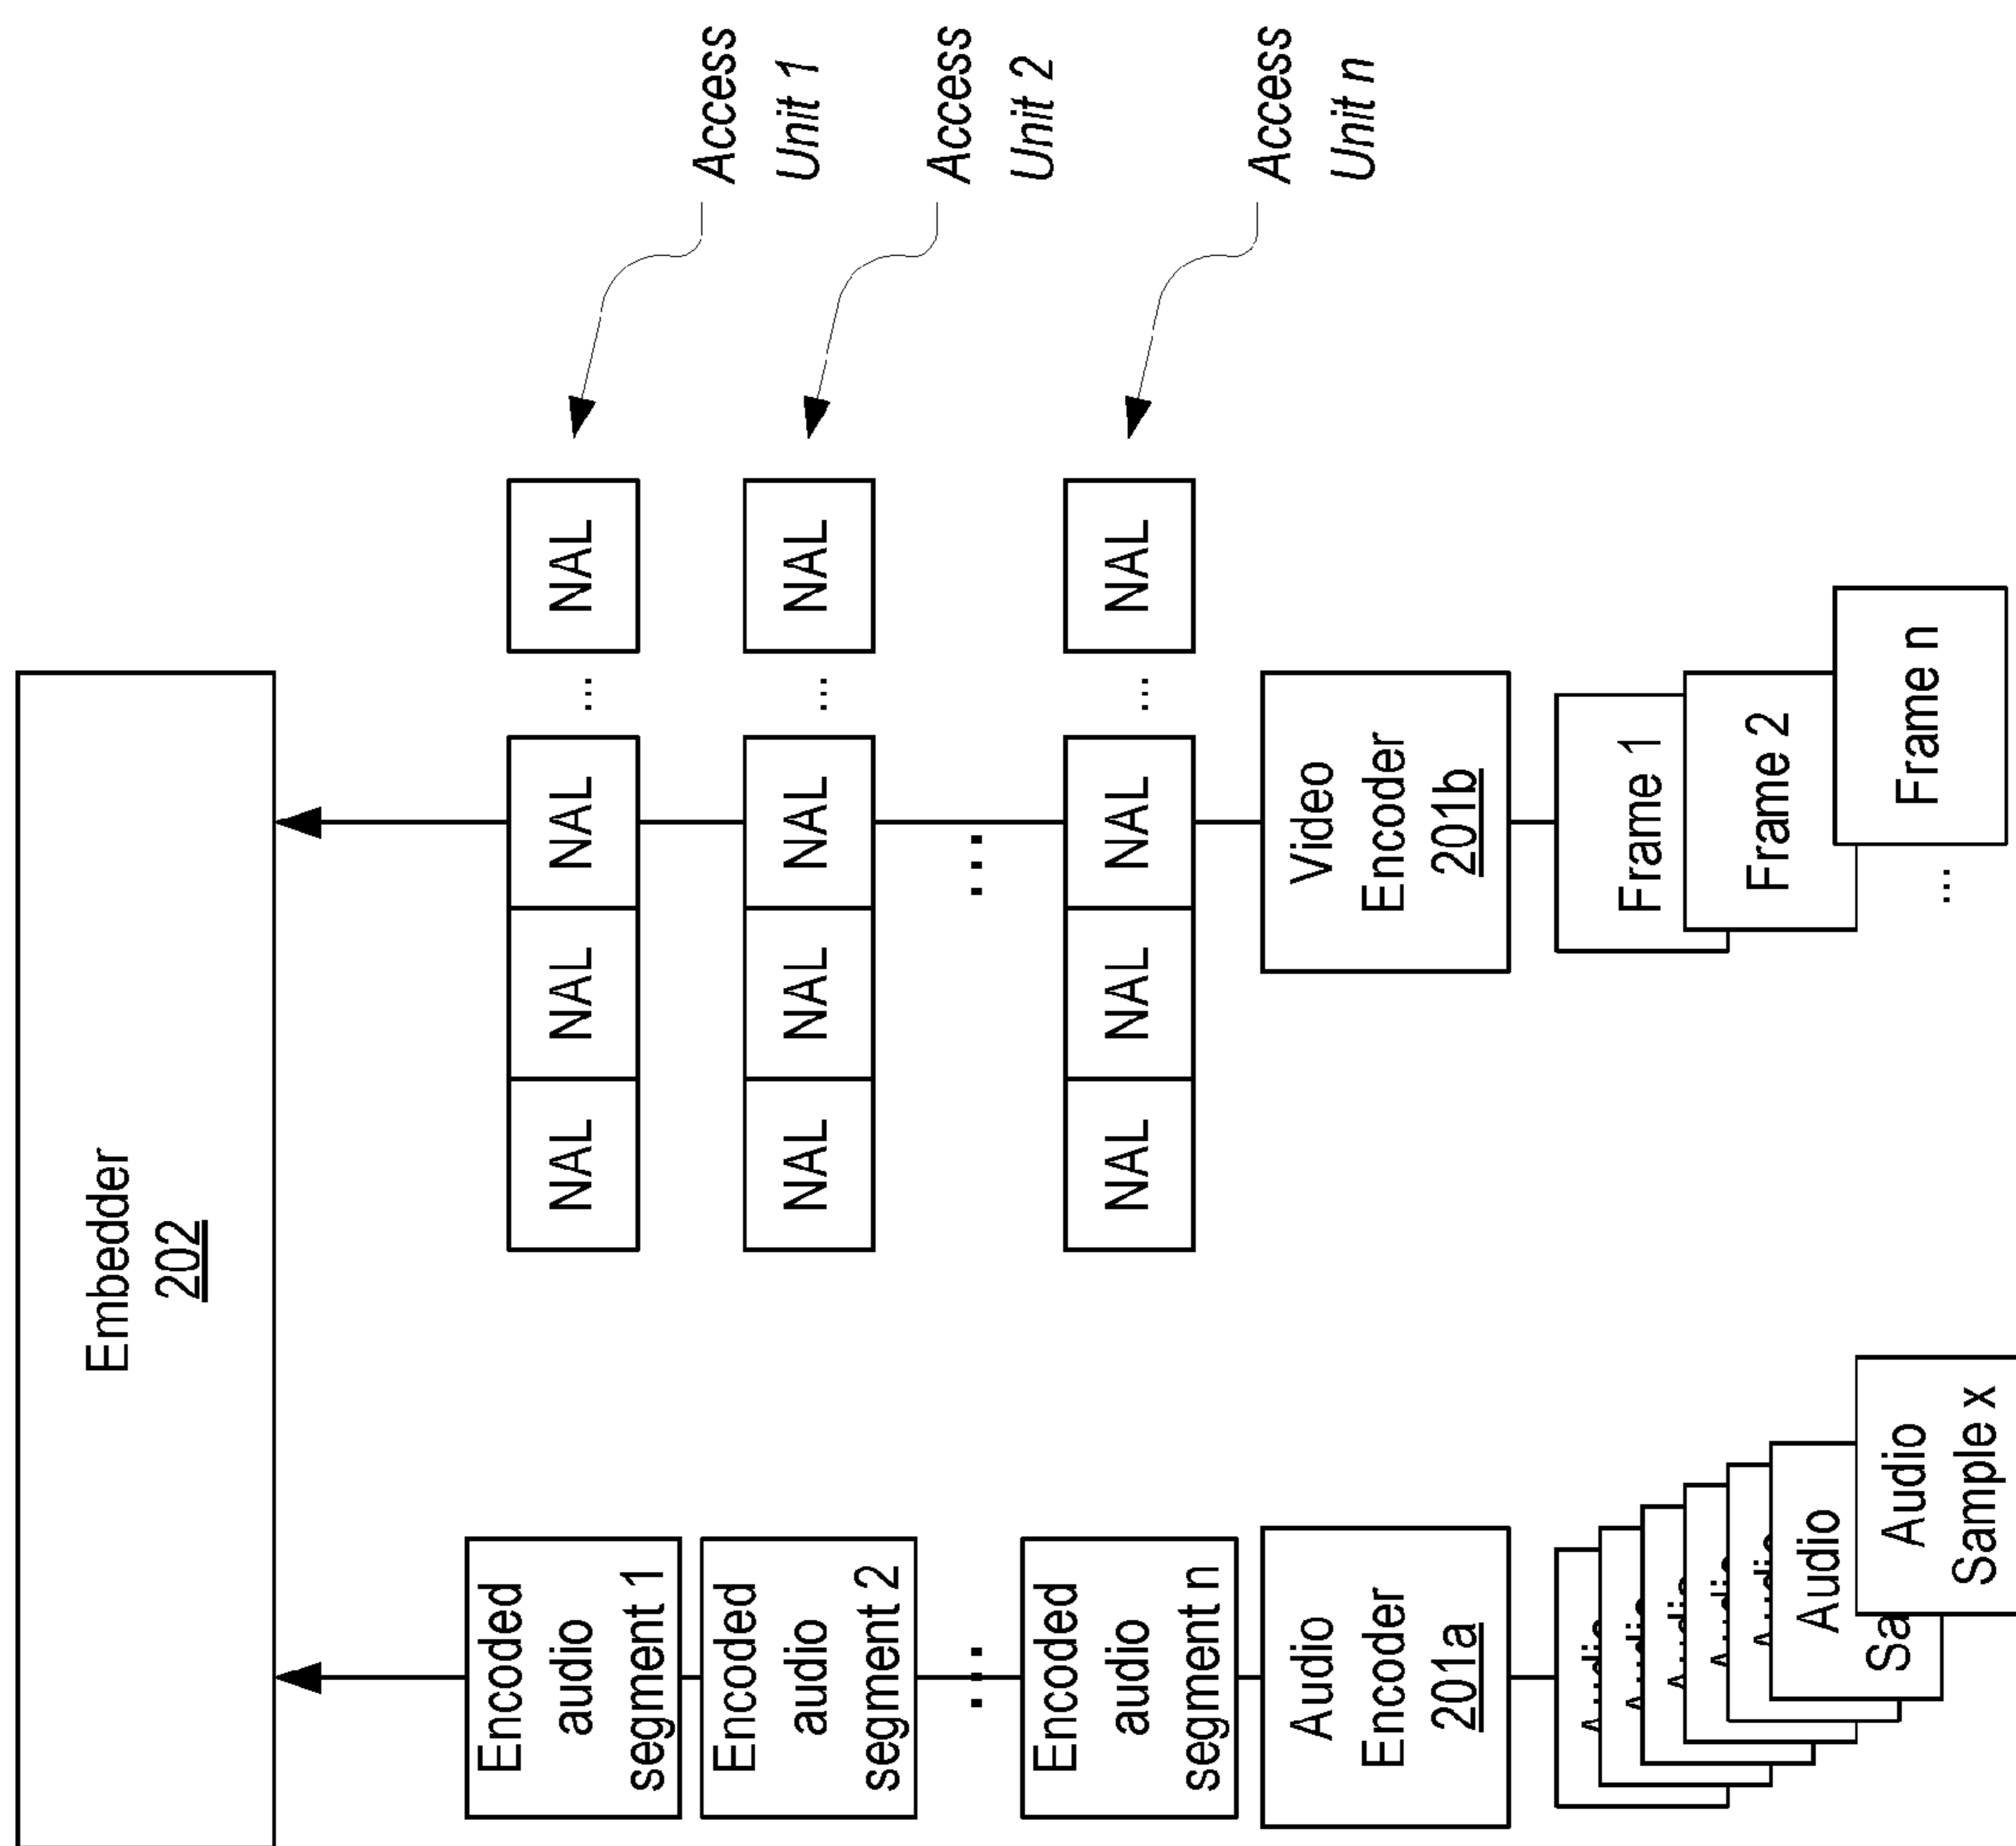 Embedder
202
Encoded
audio
segment 1
Encoded
audio
segment 2
...
Encoded
audio
segment n
Audio
Encoder
201a
Audio
Audio
Sample x
NAL
NAL
NAL
...
NAL
Access
Unit 1
NAL
NAL
NAL
...
NAL
Access
Unit 2
...
NAL
NAL
NAL
...
NAL
Access
Unit n
Video
Encoder
201b
Frame 1
Frame 2
...
Frame n